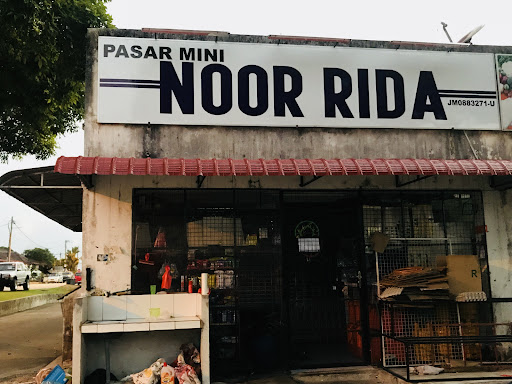 PASAR MINI
NOOR RIDA
JM0883271-U
R